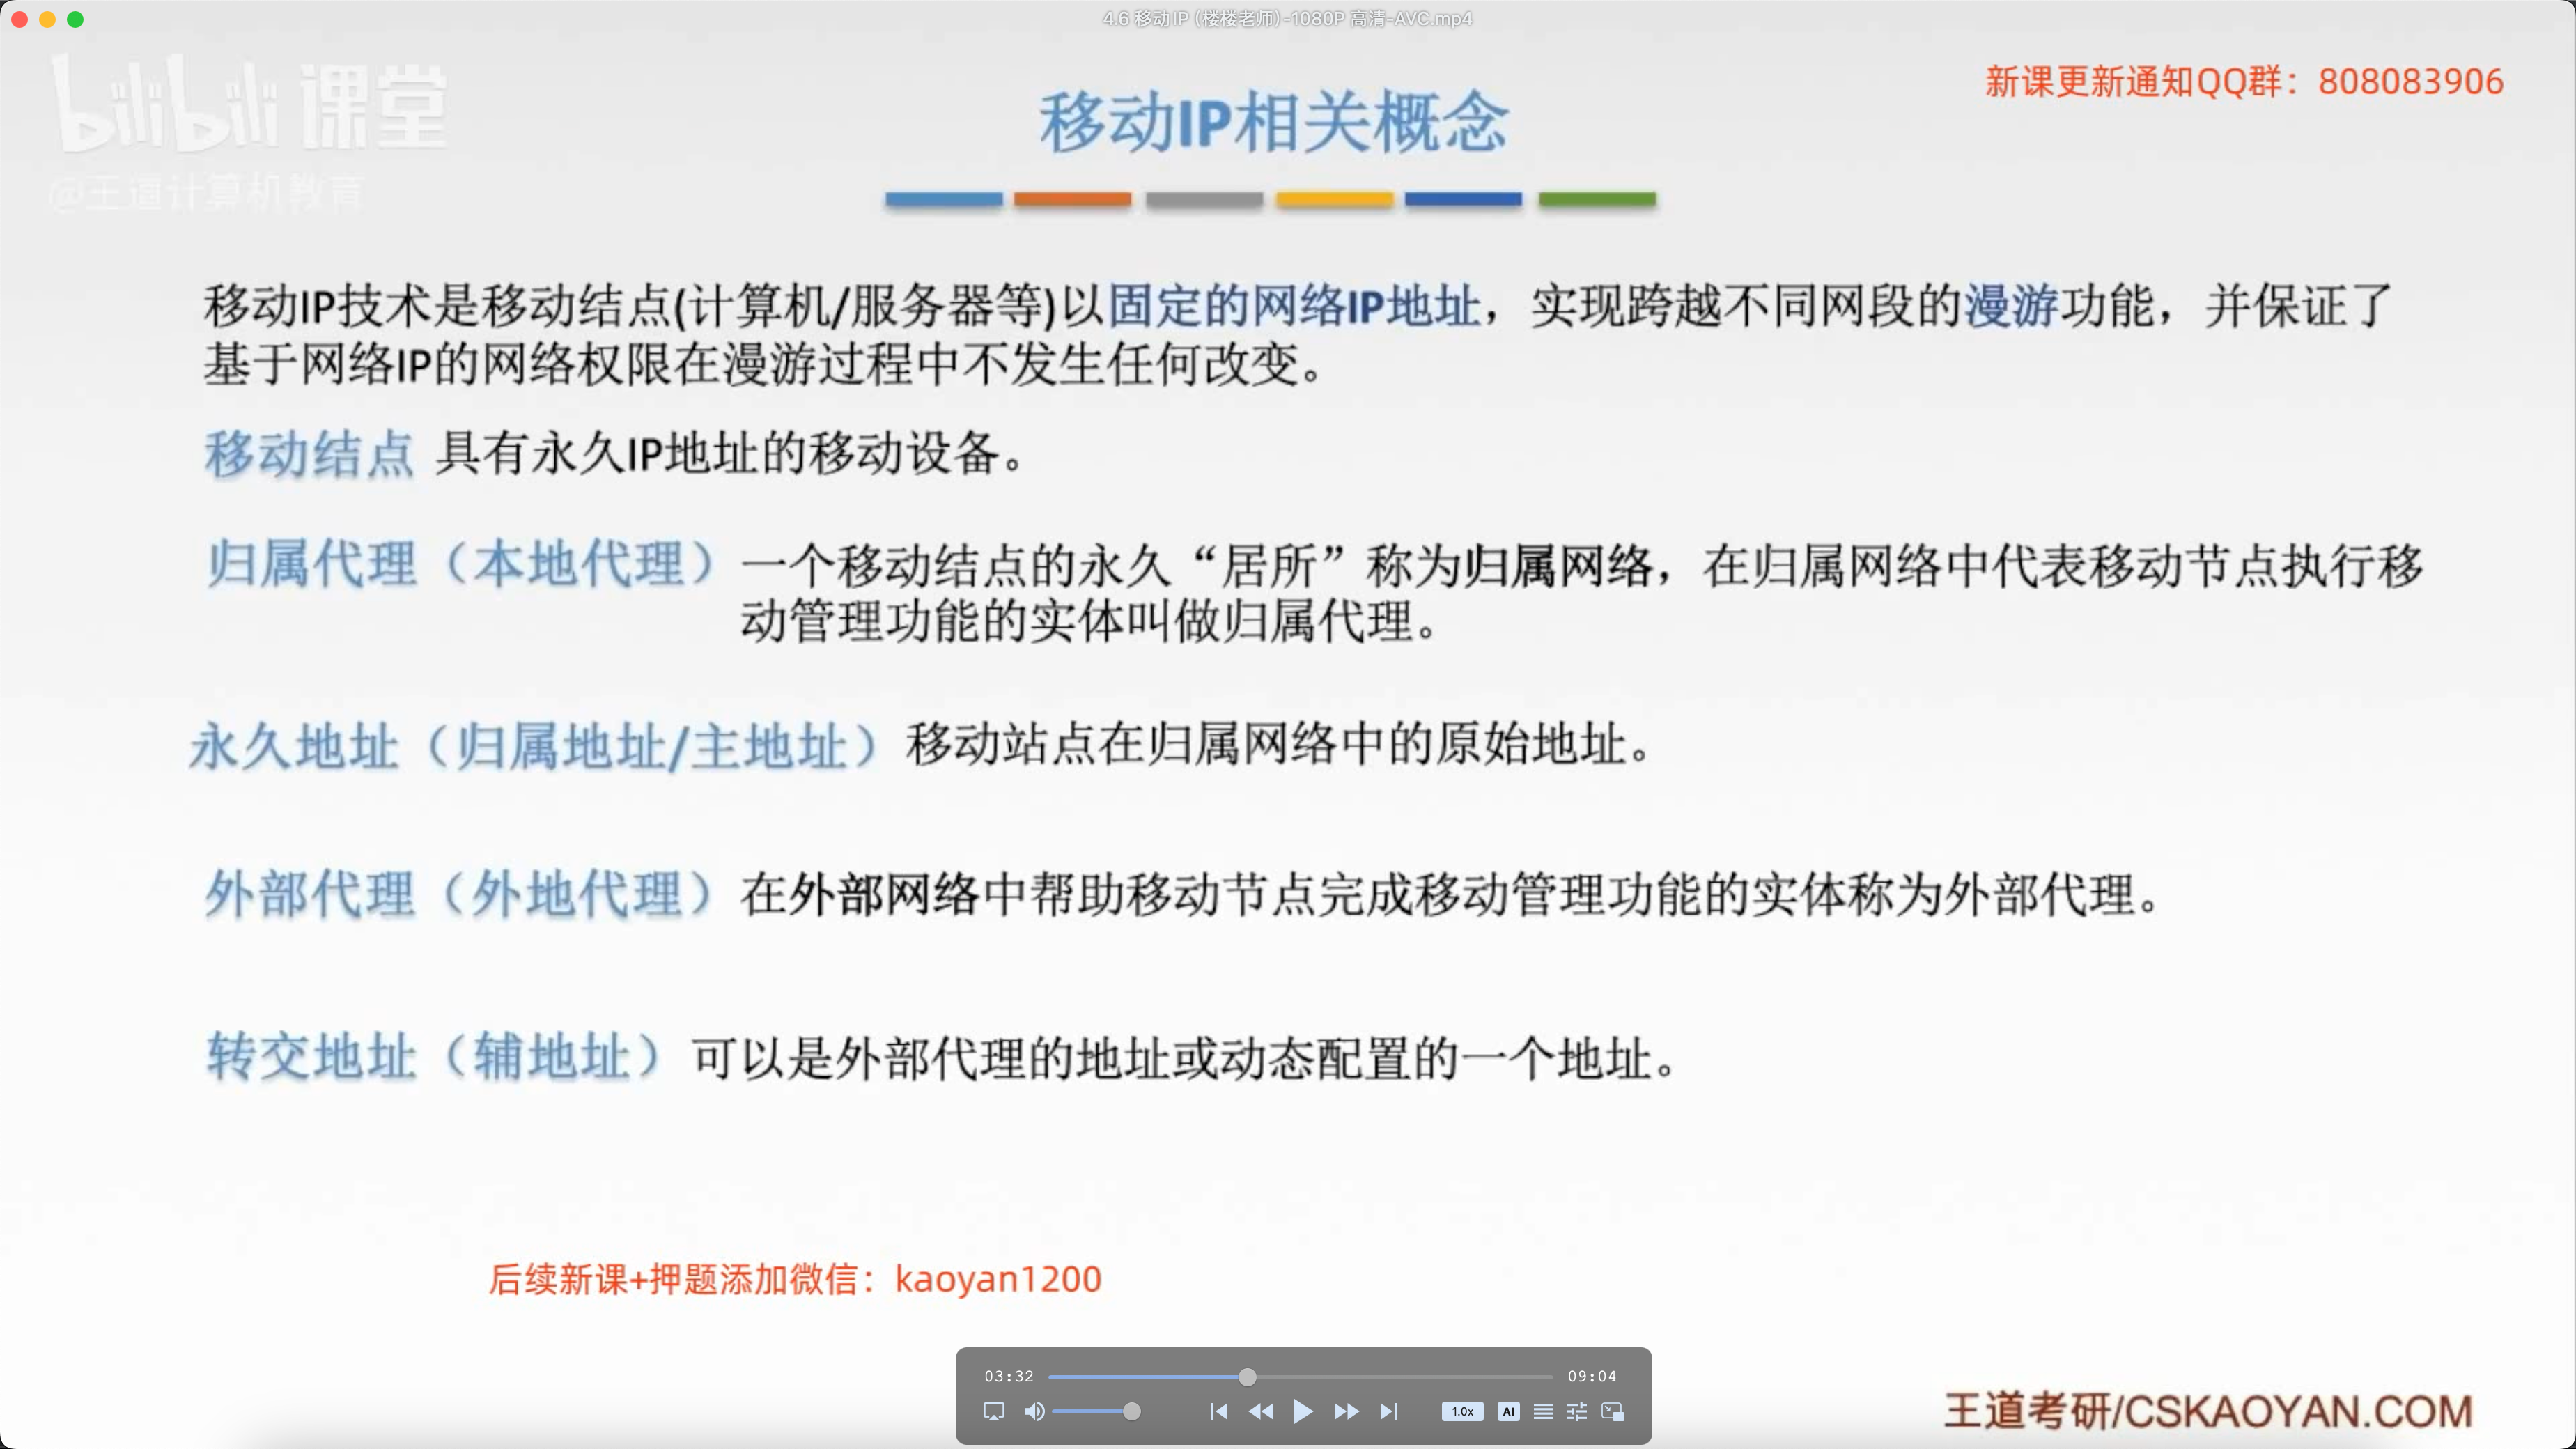 4.6 移动IP (楼楼老师)-1080P 高清-AVC.mp4
bilibili 课堂
@王道计算机教育
新课更新通知QQ群：808083906
移动IP相关概念
移动IP技术是移动结点(计算机/服务器等)以固定的网络IP地址，实现跨越不同网段的漫游功能，并保证了
基于网络IP的网络权限在漫游过程中不发生任何改变。
移动结点 具有永久IP地址的移动设备。
归属代理（本地代理） 一个移动结点的永久“居所”称为归属网络，在归属网络中代表移动节点执行移
动管理功能的实体叫做归属代理。
永久地址（归属地址/主地址） 移动站点在归属网络中的原始地址。
外部代理（外地代理） 在外部网络中帮助移动节点完成移动管理功能的实体称为外部代理。
转交地址（辅地址） 可以是外部代理的地址或动态配置的一个地址。
后续新课+押题添加微信：kaoyan1200
03:32 09:04
1.0x AI
王道考研/CSKAOYAN.COM